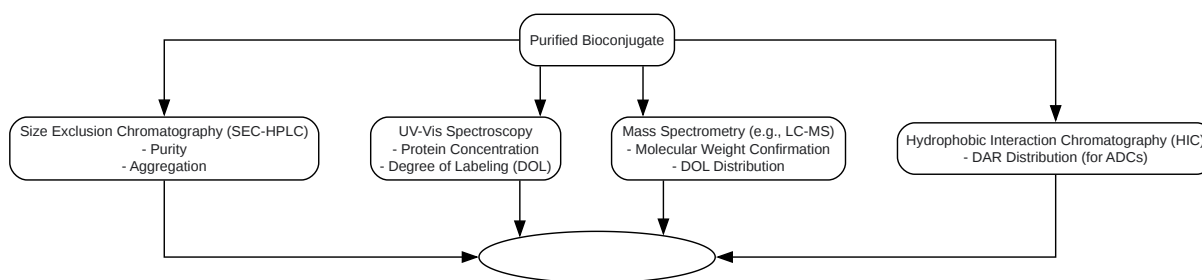 Purified Bioconjugate
Size Exclusion Chromatography (SEC-HPLC)
- Purity
- Aggregation
UV-Vis Spectroscopy
- Protein Concentration
- Degree of Labeling (DOL)
Mass Spectrometry (e.g., LC-MS)
- Molecular Weight Confirmation
- DOL Distribution
Hydrophobic Interaction Chromatography (HIC)
- DAR Distribution (for ADCs)